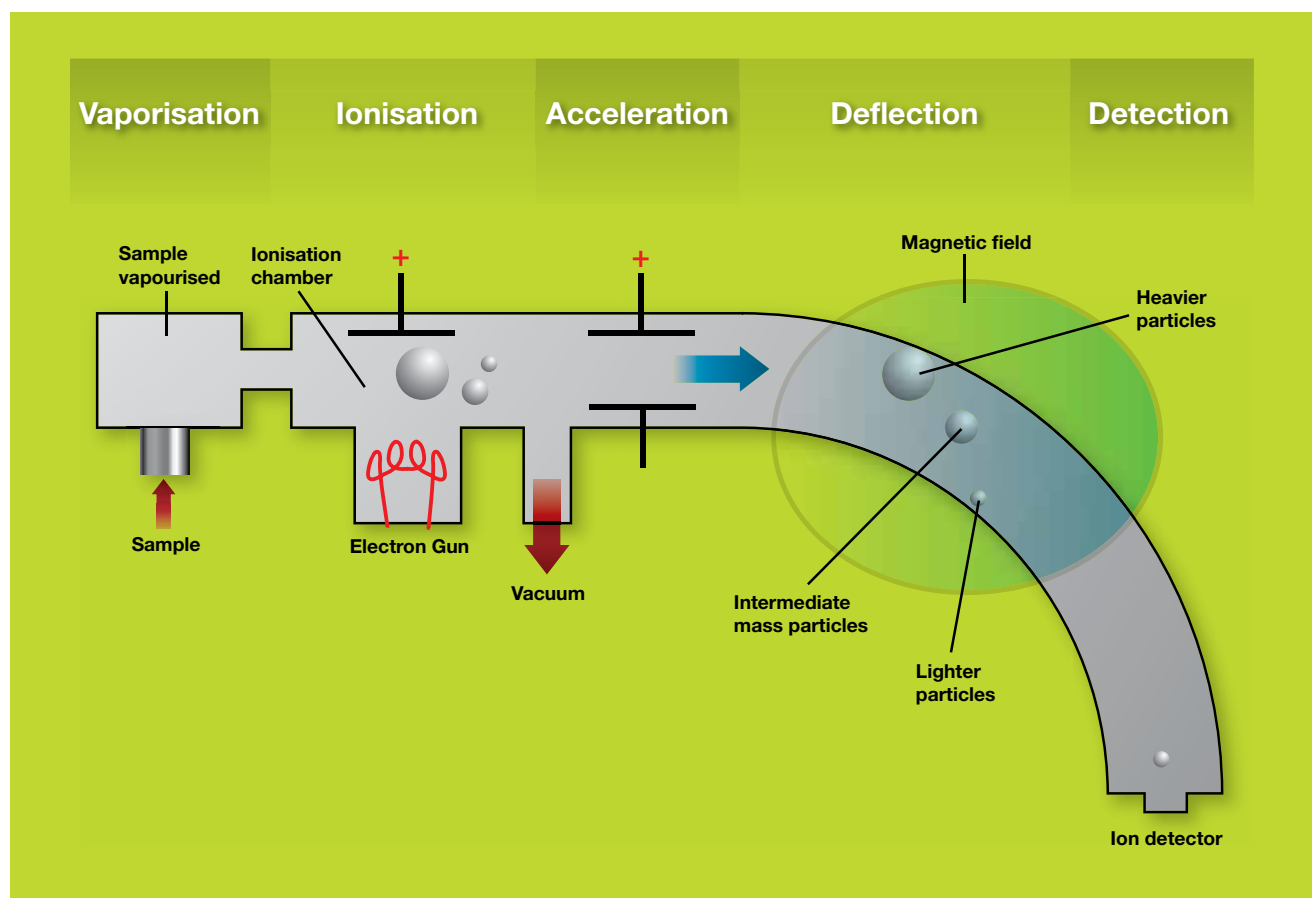 Vaporisation
Ionisation
Acceleration
Deflection
Detection
Sample
vapourised
Ionisation
chamber
+
+
Magnetic field
Heavier
particles
Sample
Electron Gun
Vacuum
Intermediate
mass particles
Lighter
particles
Ion detector